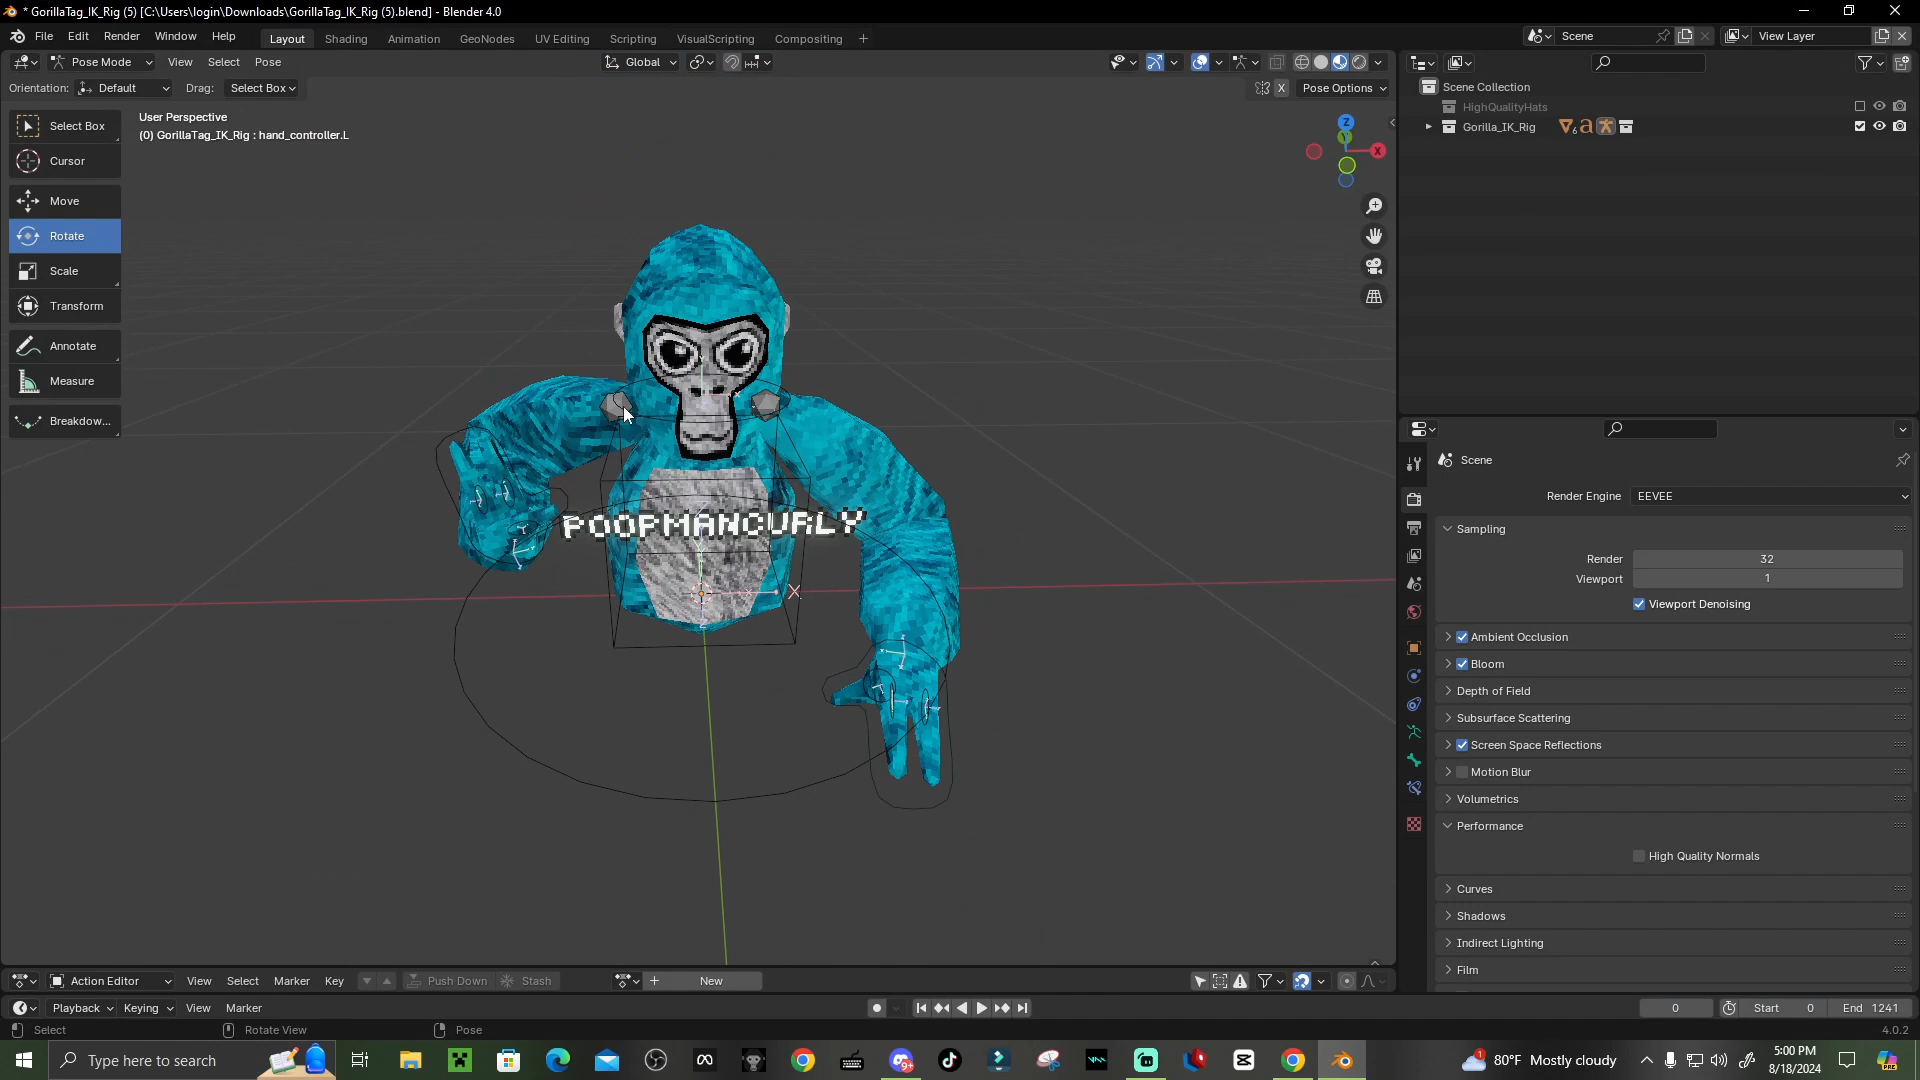 * GorillaTag_IK_Rig (5) [C:\Users\login\Downloads\GorillaTag_IK_Rig (5).blend] - Blender 4.0
File Edit Render Window Help Layout Shading Animation GeoNodes UV Editing Scripting VisualScripting Compositing + Scene View Layer
Pose Mode View Select Pose Global
Orientation: Default Drag: Select Box X Pose Options
Select Box
Cursor
Move
Rotate
Scale
Transform
Annotate
Measure
Breakdow...
User Perspective
(0) GorillaTag_IK_Rig : hand_controller.L
Z
Y
X
POOPMANCURLY
X
Scene Collection
HighQualityHats
Gorilla_IK_Rig
Scene
Render Engine EEVEE
Sampling
Render 32
Viewport 1
Viewport Denoising
Ambient Occlusion
Bloom
Depth of Field
Subsurface Scattering
Screen Space Reflections
Motion Blur
Volumetrics
Performance
High Quality Normals
Curves
Shadows
Indirect Lighting
Film
Action Editor View Select Marker Key Push Down Stash + New
Playback Keying View Marker 0 Start 0 End 1241
Select Rotate View Pose 4.0.2
Type here to search 9+ 1 80°F Mostly cloudy 5:00 PM
8/18/2024